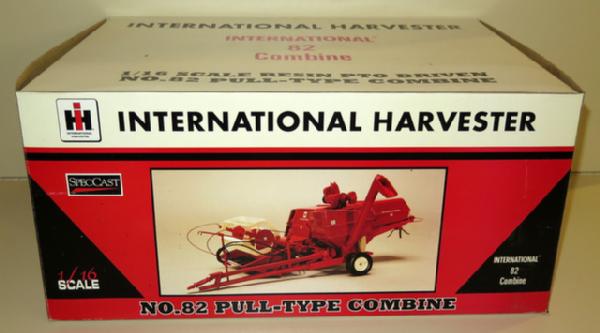 INTERNATIONAL HARVESTER
INTERNATIONAL
82
Combine
1/16 SCALE RESIN PTO DRIVEN
NO.82 PULL-TYPE COMBINE
IH
INTERNATIONAL HARVESTER
SPECCAST
1/16
SCALE
INTERNATIONAL
82
Combine
NO.82 PULL-TYPE COMBINE